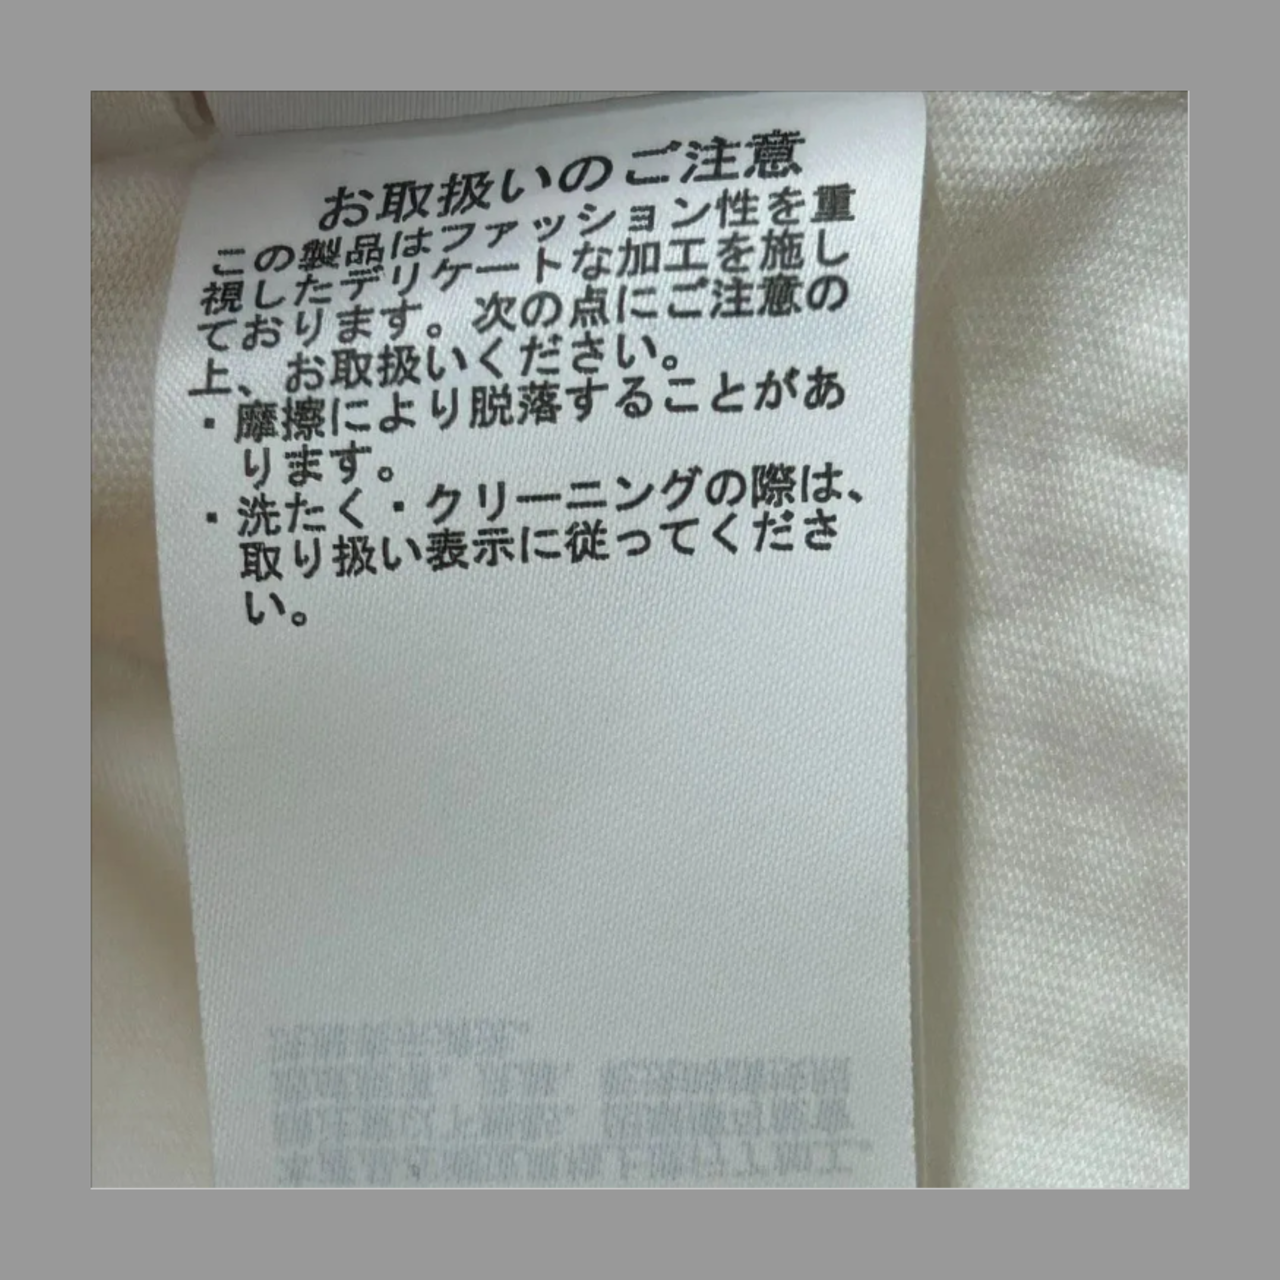 お取扱いのご注意
この製品はファッション性を重
視したデリケートな加工を施し
ております。次の点にご注意の
上、お取扱いください。
・摩擦により脱落することがあ
ります。
・洗たく・クリーニングの際は、
取り扱い表示に従ってくださ
い。